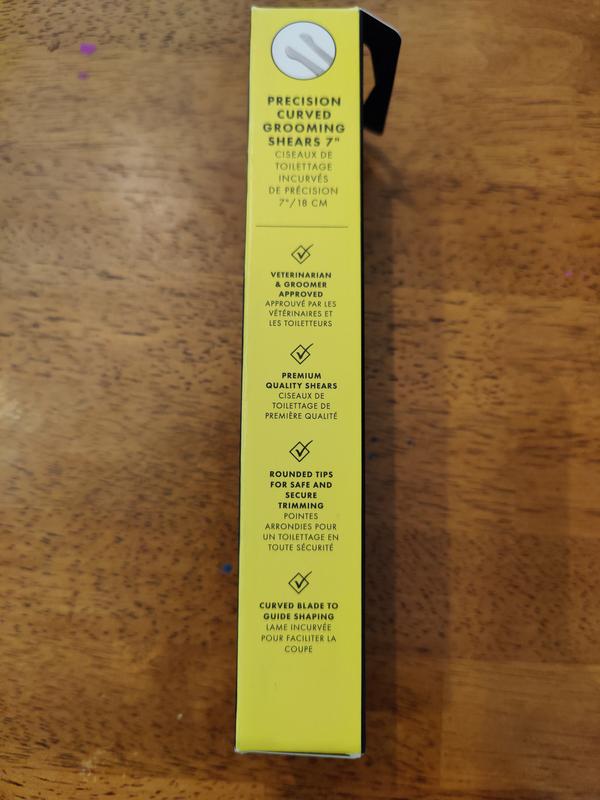 PRECISION
CURVED
GROOMING
SHEARS 7"
CISEAUX DE
TOILETTAGE
INCURVÉS
DE PRÉCISION
7"/18 CM
VETERINARIAN
& GROOMER
APPROVED
APPROUVÉ PAR LES
VÉTÉRINAIRES ET
LES TOILETTEURS
PREMIUM
QUALITY SHEARS
CISEAUX DE
TOILETTAGE DE
PREMIÈRE QUALITÉ
ROUNDED TIPS
FOR SAFE AND
SECURE
TRIMMING
POINTES
ARRONDIES POUR
UN TOILETTAGE EN
TOUTE SÉCURITÉ
CURVED BLADE TO
GUIDE SHAPING
LAME INCURVÉE
POUR FACILITER LA
COUPE